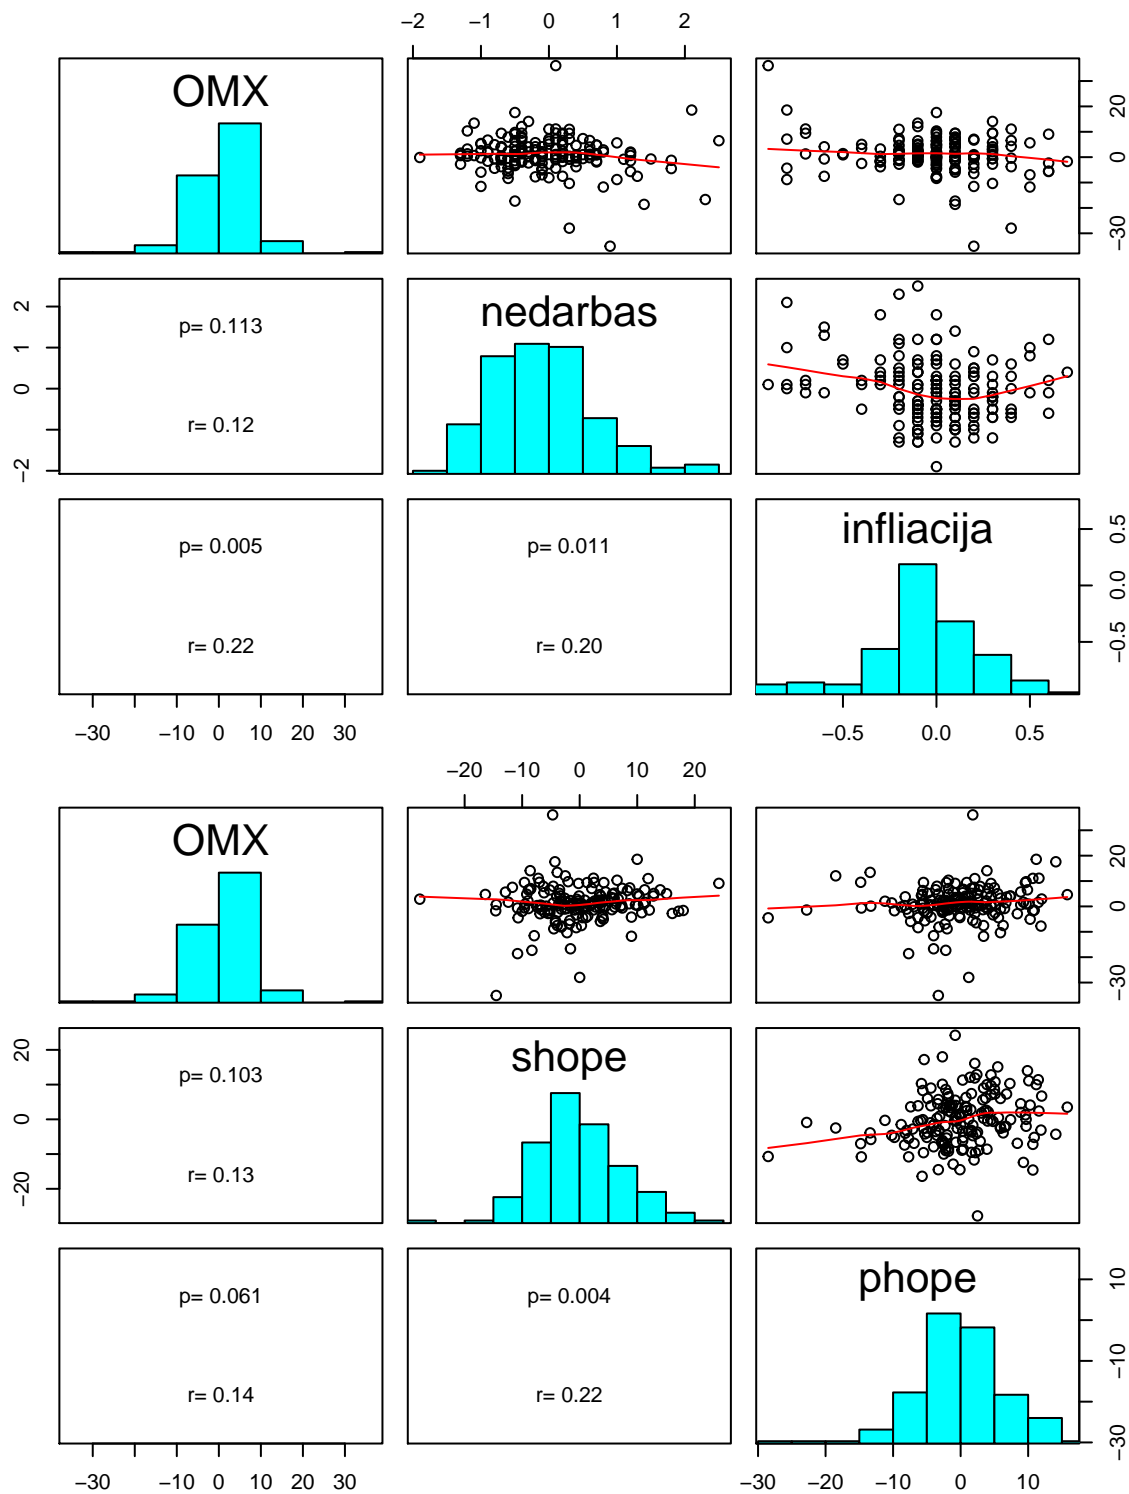 −2 −1 0 1 2
OMX
20
0
−30
2
1
0
−2
p= 0.113
r= 0.12
nedarbas
p= 0.005
r= 0.22
p= 0.011
r= 0.20
infliacija
0.5
0.0
−0.5
−30 −10 0 10 20 30
−0.5 0.0 0.5
−20 −10 0 10 20
OMX
20
0
−30
20
0
−20
p= 0.103
r= 0.13
shope
p= 0.061
r= 0.14
p= 0.004
r= 0.22
phope
10
−10
−30
−30 −10 0 10 20 30
−30 −20 −10 0 10